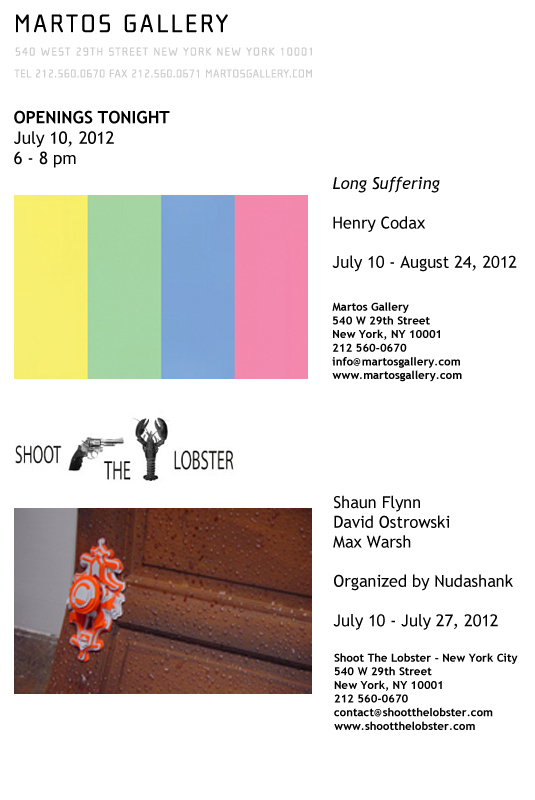 MARTOS GALLERY
540 WEST 29TH STREET NEW YORK NEW YORK 10001
TEL 212.560.0670 FAX 212.560.0671 MARTOSGALLERY.COM
OPENINGS TONIGHT
July 10, 2012
6 - 8 pm
Long Suffering
Henry Codax
July 10 - August 24, 2012
Martos Gallery
540 W 29th Street
New York, NY 10001
212 560-0670
info@martosgallery.com
www.martosgallery.com
SHOOT THE LOBSTER
Shaun Flynn
David Ostrowski
Max Warsh
Organized by Nudashank
July 10 - July 27, 2012
Shoot The Lobster - New York City
540 W 29th Street
New York, NY 10001
212 560-0670
contact@shootthelobster.com
www.shootthelobster.com